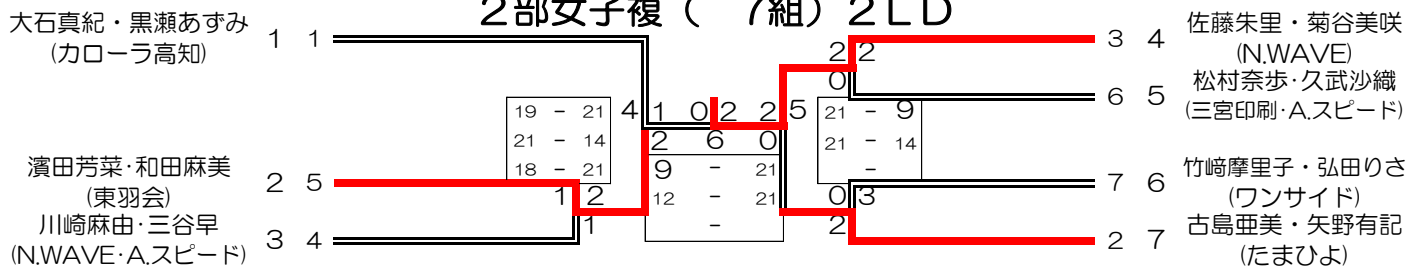 2部女子複（　7組）2LD
大石真紀・黒瀬あずみ
(カローラ高知)
1 1
濱田芳菜・和田麻美
(東羽会)
2 5
川崎麻由・三谷早
(N.WAVE・A.スピード)
3 4
19 - 21
21 - 14
18 - 21
4 1 0 2 2 5
2 6 0
9 - 21
12 - 21
-
1 2
1
2 2
0
21 - 9
21 - 14
-
0 3
2
3 4
佐藤朱里・菊谷美咲
(N.WAVE)
6 5
松村奈歩・久武沙織
(三宮印刷・A.スピード)
7 6
竹﨑摩里子・弘田りさ
(ワンサイド)
2 7
古島亜美・矢野有記
(たまひよ)